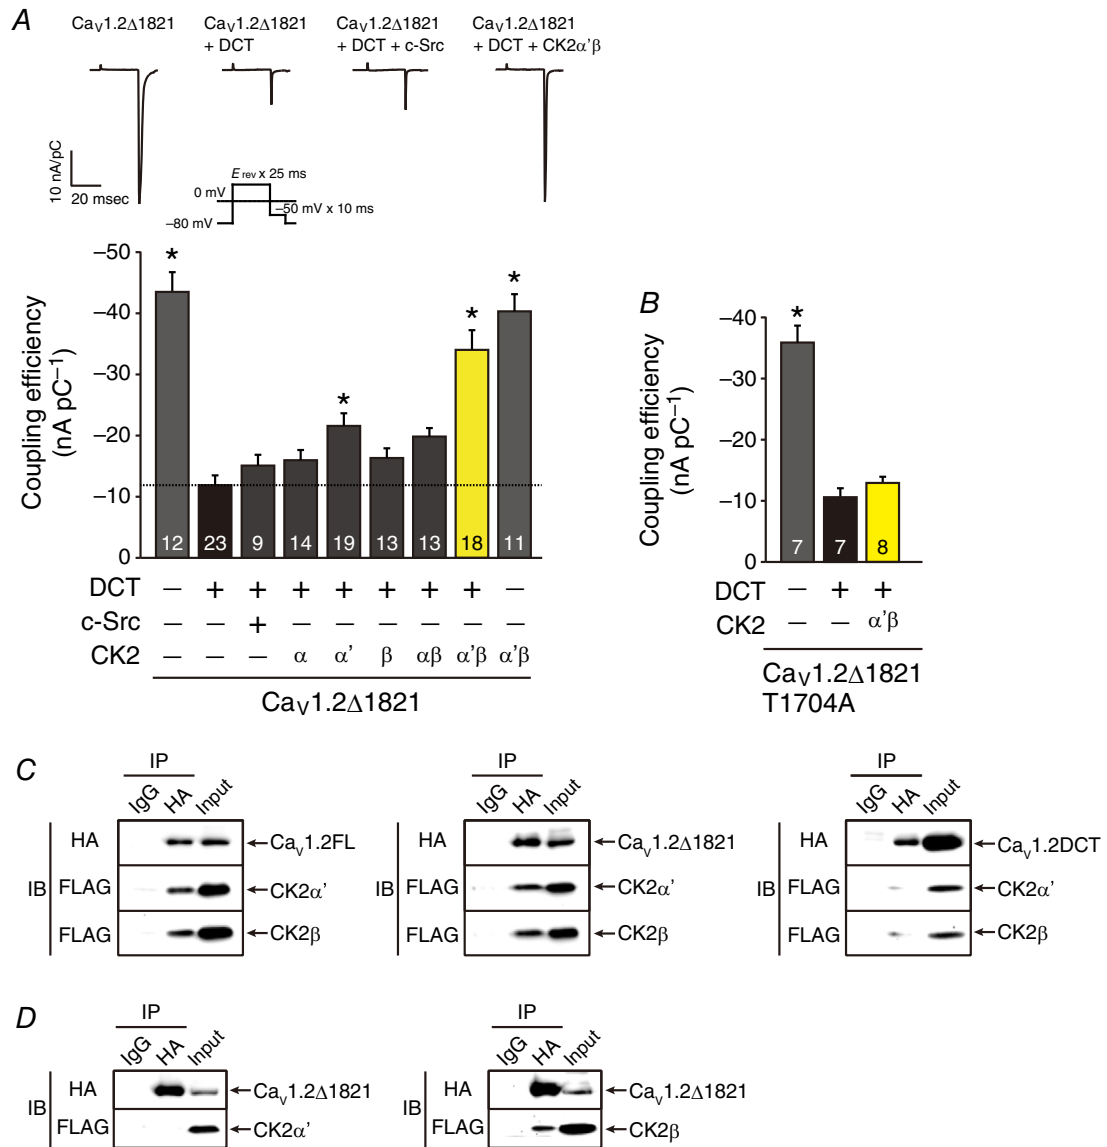 A
CaV1.2Δ1821
CaV1.2Δ1821
+ DCT
CaV1.2Δ1821
+ DCT + c-Src
CaV1.2Δ1821
+ DCT + CK2α'β
10 nA/pC
20 msec
Erev x 25 ms
0 mV
−50 mV x 10 ms
−80 mV
Coupling efficiency
(nA pC−1)
−50
−40
−30
−20
−10
0
* * * *
12 23 9 14 19 13 13 18 11
DCT − + + + + + + + −
c-Src − − + − − − − − −
CK2 − − − α α' β αβ α'β α'β
CaV1.2Δ1821
B
Coupling efficiency
(nA pC−1)
−40
−30
−20
−10
0
*
7 7 8
DCT − + +
CK2 − − α'β
CaV1.2Δ1821
T1704A
C
IP
IgG HA Input
IB
HA CaV1.2FL
FLAG CK2α'
FLAG CK2β
IP
IgG HA Input
IB
HA CaV1.2Δ1821
FLAG CK2α'
FLAG CK2β
IP
IgG HA Input
IB
HA CaV1.2DCT
FLAG CK2α'
FLAG CK2β
D
IP
IgG HA Input
IB
HA CaV1.2Δ1821
FLAG CK2α'
IP
IgG HA Input
IB
HA CaV1.2Δ1821
FLAG CK2β